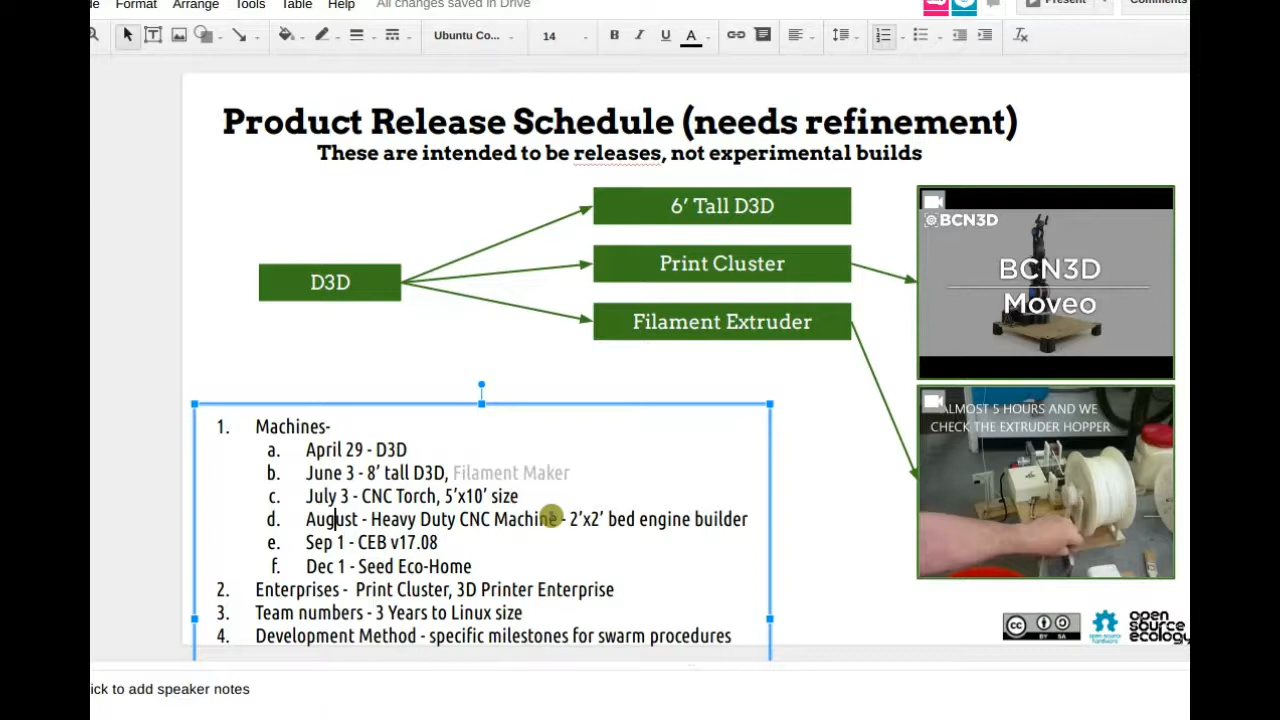 Format Arrange Tools Table Help All changes saved in Drive Present Comments
Ubuntu Co... 14 B I U A
Product Release Schedule (needs refinement)
These are intended to be releases, not experimental builds
D3D
6’ Tall D3D
Print Cluster
Filament Extruder
BCN3D
BCN3D
Moveo
ALMOST 5 HOURS AND WE
CHECK THE EXTRUDER HOPPER
1. Machines-
a. April 29 - D3D
b. June 3 - 8’ tall D3D, Filament Maker
c. July 3 - CNC Torch, 5’x10’ size
d. August - Heavy Duty CNC Machine - 2’x2’ bed engine builder
e. Sep 1 - CEB v17.08
f. Dec 1 - Seed Eco-Home
2. Enterprises - Print Cluster, 3D Printer Enterprise
3. Team numbers - 3 Years to Linux size
4. Development Method - specific milestones for swarm procedures
CC BY SA
open
source
ecology
ick to add speaker notes